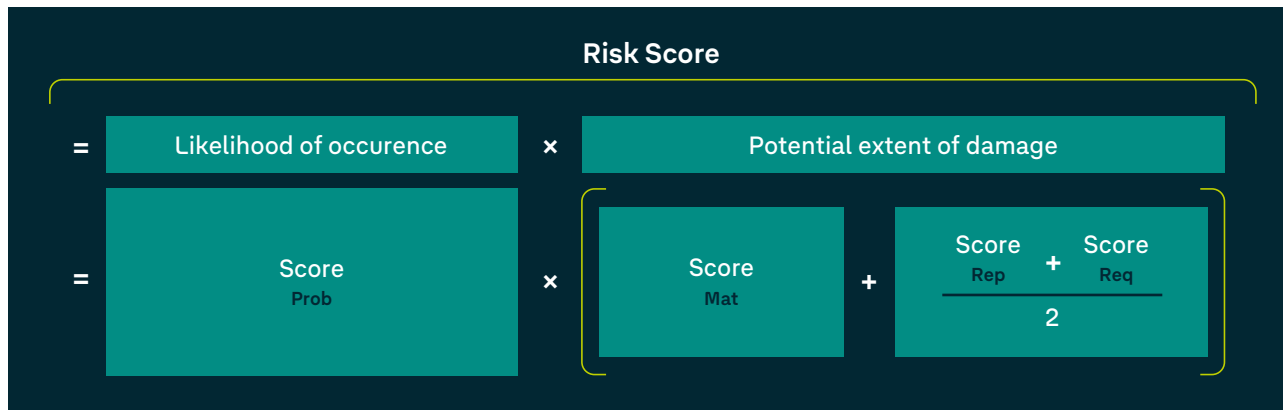 Risk Score
= Likelihood of occurence × Potential extent of damage
= Score Prob × [ Score Mat + Score Rep + Score Req / 2 ]